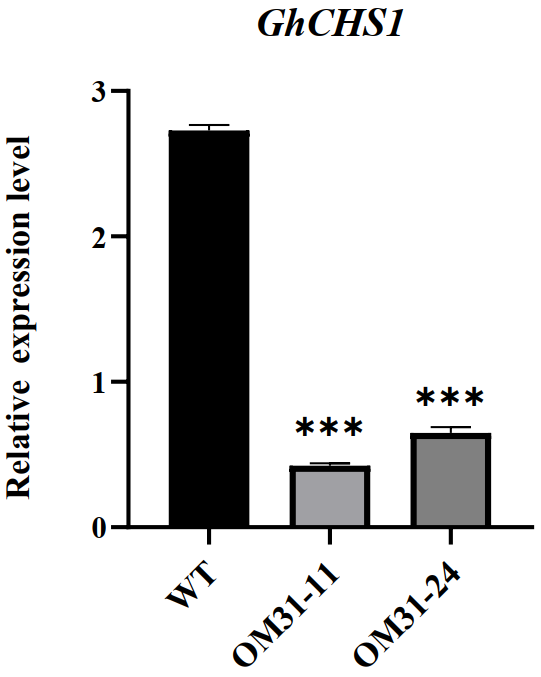 GhCHS1
Relative expression level
3
2
1
0
***
***
WT
OM31-11
OM31-24